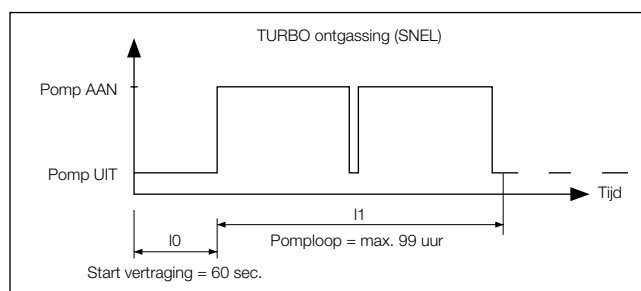 TURBO ontgassing (SNEL)
Pomp AAN
Pomp UIT
Tijd
I0
I1
Pomploop = max. 99 uur
Start vertraging = 60 sec.